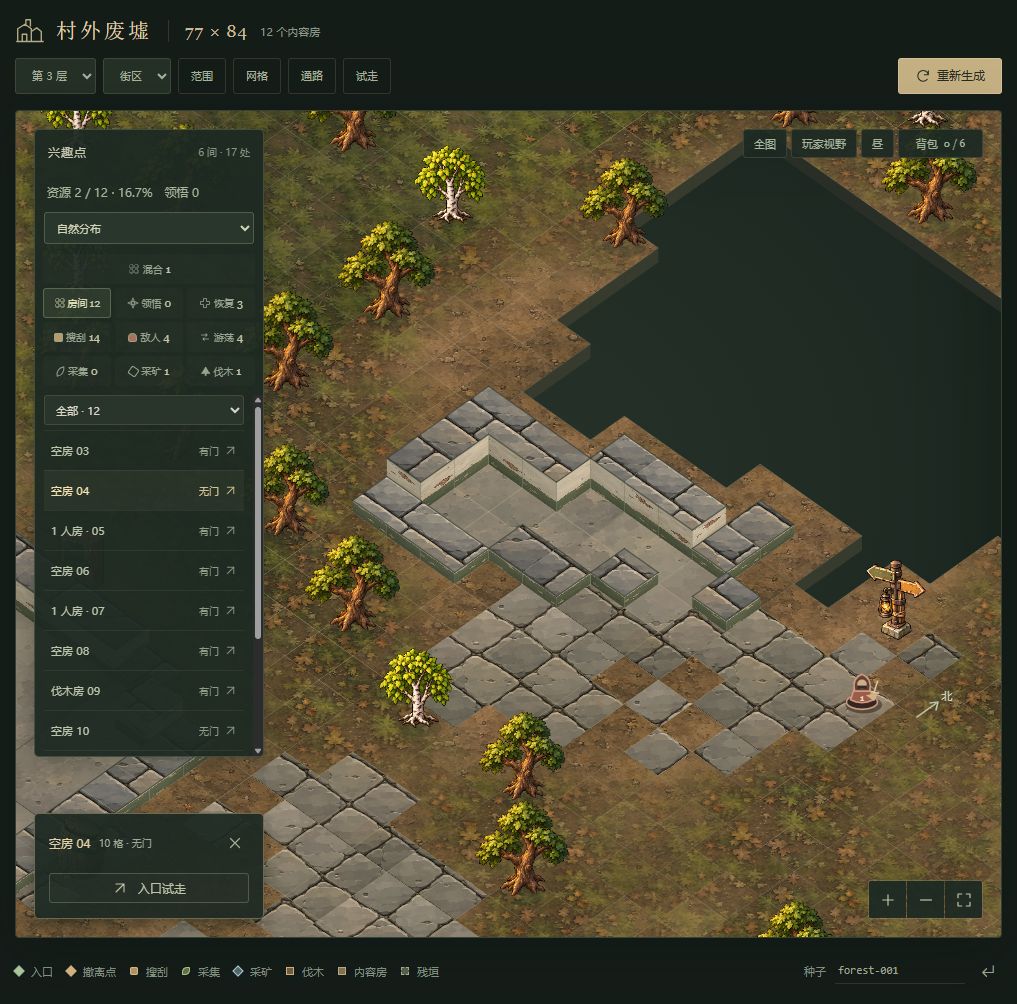 村外废墟 77 × 84 12 个内容房
第 3 层 街区 范围 网格 通路 试走 重新生成
兴趣点 6 间 · 17 处
全图 玩家视野 昼 背包 0 / 6
资源 2 / 12 · 16.7% 领悟 0
自然分布
混合 1
房间 12 领悟 0 恢复 3
搜刮 14 敌人 4 游荡 4
采集 0 采矿 1 伐木 1
全部 · 12
空房 03 有门
空房 04 无门
1 人房 · 05 有门
空房 06 有门
1 人房 · 07 有门
空房 08 有门
伐木房 09 有门
空房 10 无门
1
北
空房 04 10 格 · 无门
入口试走
入口 撤离点 搜刮 采集 采矿 伐木 内容房 残垣
种子 forest-001